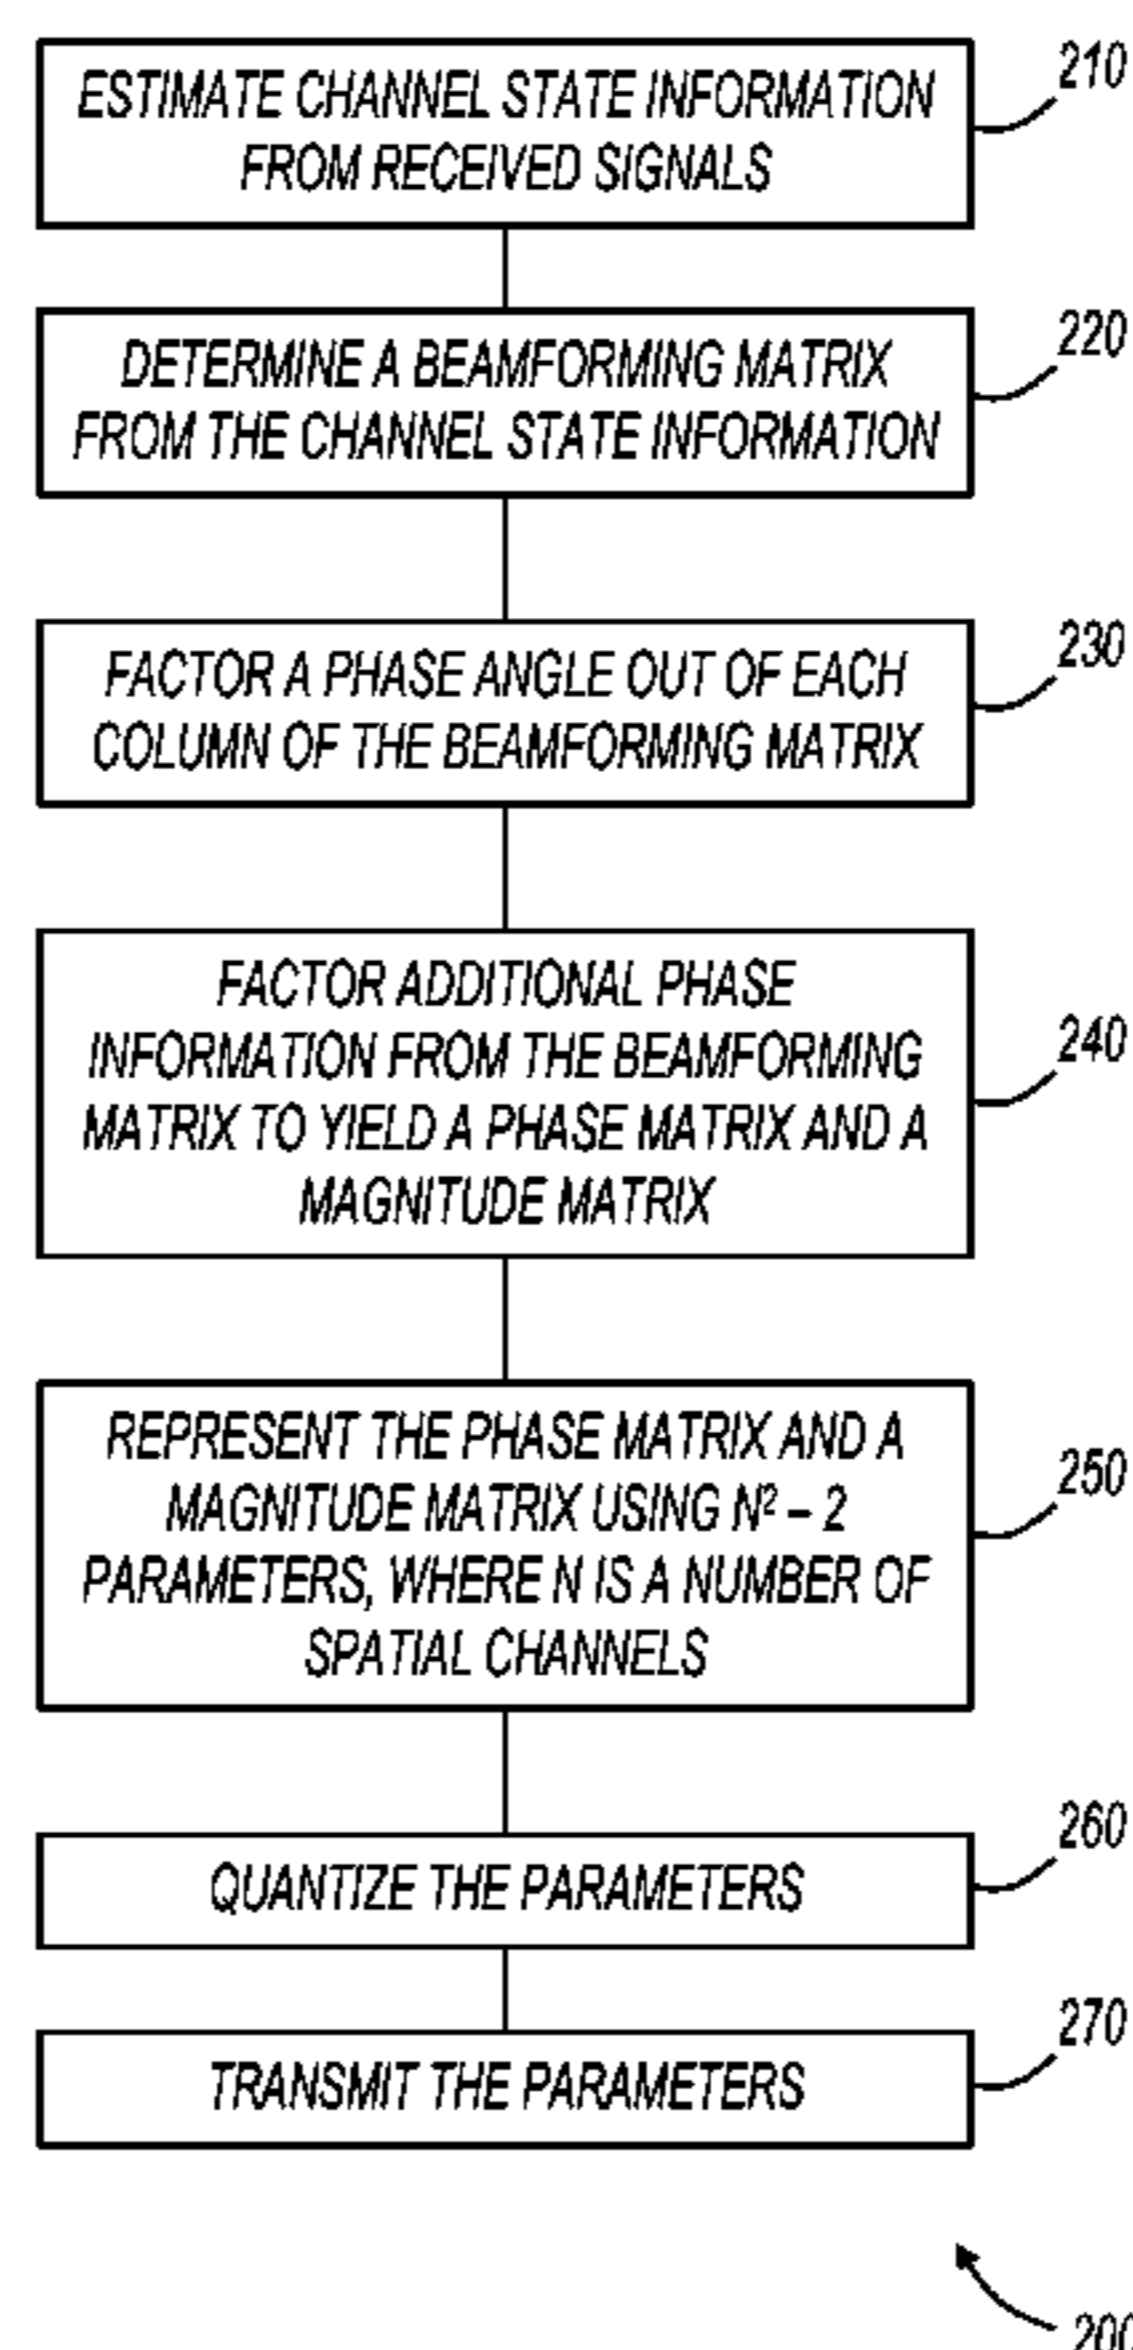 ESTIMATE CHANNEL STATE INFORMATION
FROM RECEIVED SIGNALS
210
DETERMINE A BEAMFORMING MATRIX
FROM THE CHANNEL STATE INFORMATION
220
FACTOR A PHASE ANGLE OUT OF EACH
COLUMN OF THE BEAMFORMING MATRIX
230
FACTOR ADDITIONAL PHASE
INFORMATION FROM THE BEAMFORMING
MATRIX TO YIELD A PHASE MATRIX AND A
MAGNITUDE MATRIX
240
REPRESENT THE PHASE MATRIX AND A
MAGNITUDE MATRIX USING N² – 2
PARAMETERS, WHERE N IS A NUMBER OF
SPATIAL CHANNELS
250
QUANTIZE THE PARAMETERS
260
TRANSMIT THE PARAMETERS
270
200